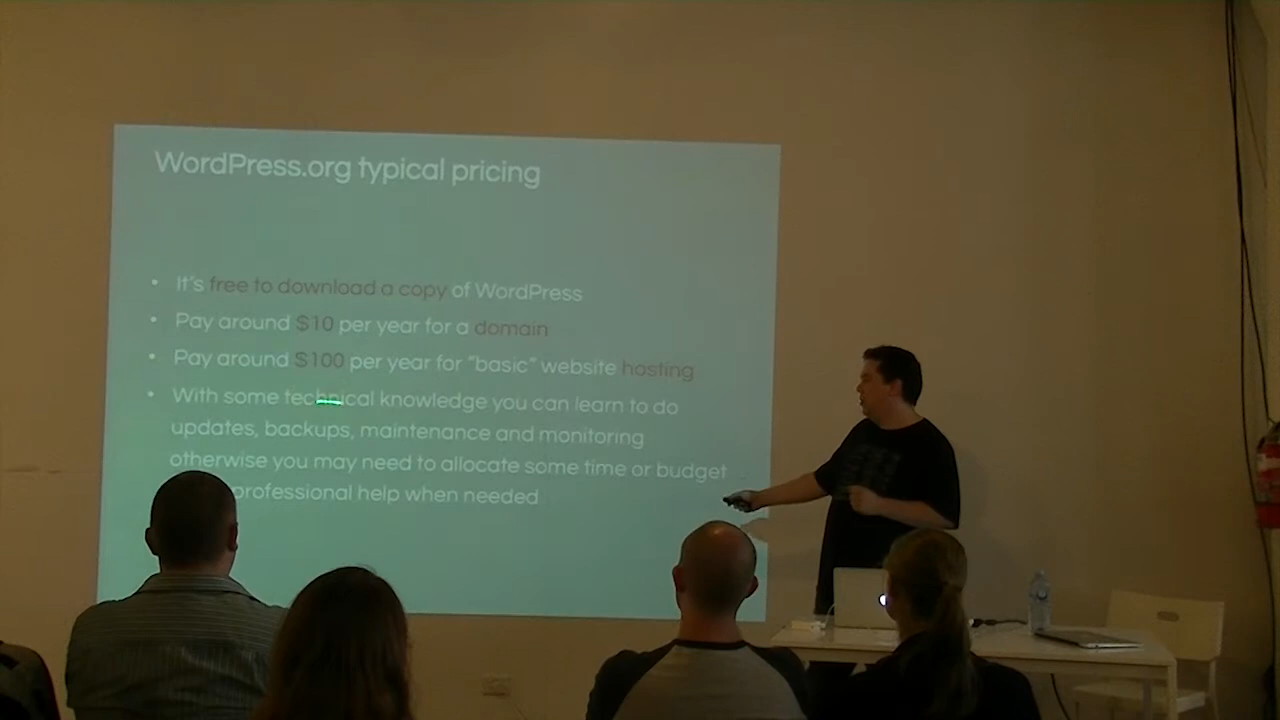 WordPress.org typical pricing
• It's free to download a copy of WordPress
• Pay around $10 per year for a domain
• Pay around $100 per year for "basic" website hosting
• With some technical knowledge you can learn to do
updates, backups, maintenance and monitoring
otherwise you may need to allocate some time or budget
professional help when needed